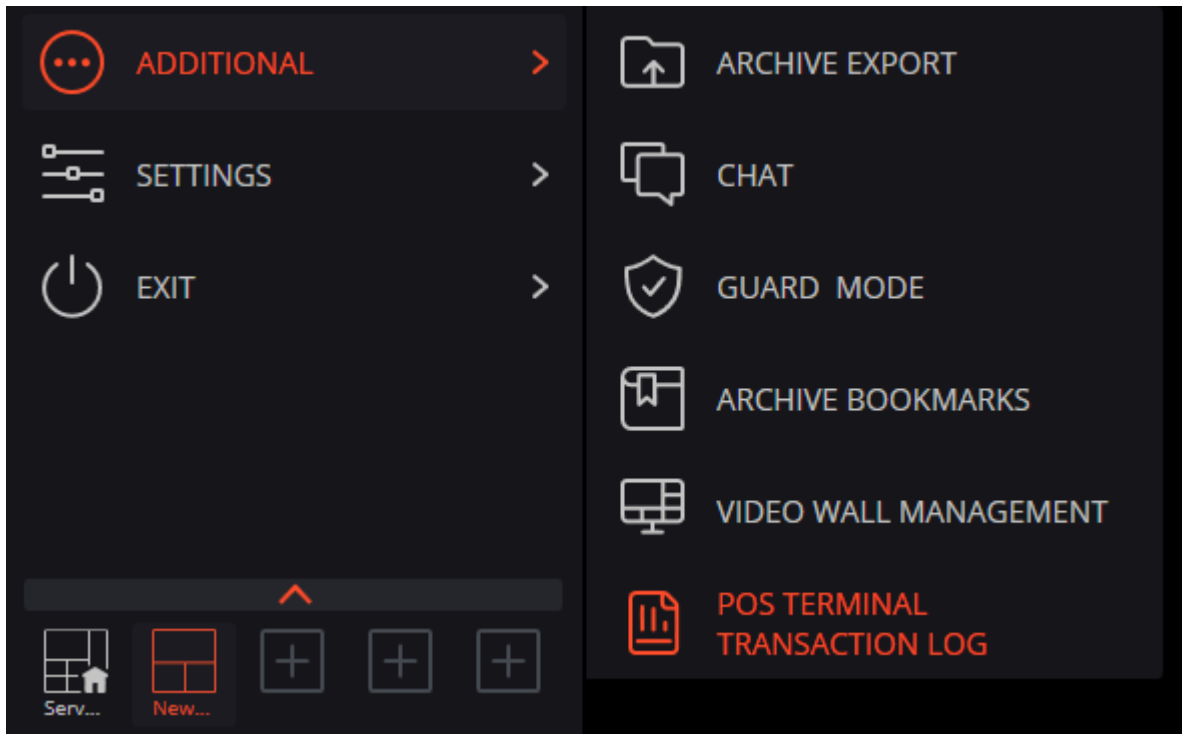 ADDITIONAL
SETTINGS
EXIT
Serv...
New...
ARCHIVE EXPORT
CHAT
GUARD  MODE
ARCHIVE BOOKMARKS
VIDEO WALL MANAGEMENT
POS TERMINAL
TRANSACTION LOG